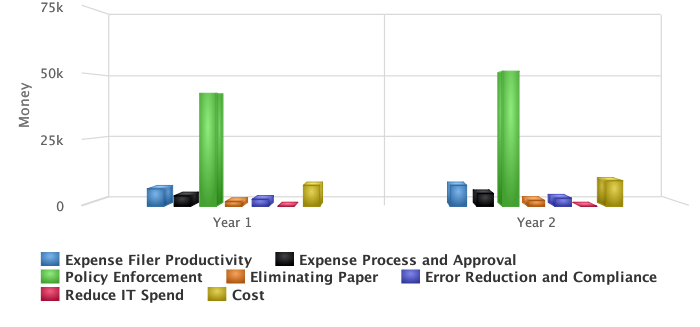 75k
50k
25k
0
Money
Year 1 Year 2
Expense Filer Productivity Expense Process and Approval
Policy Enforcement Eliminating Paper Error Reduction and Compliance
Reduce IT Spend Cost